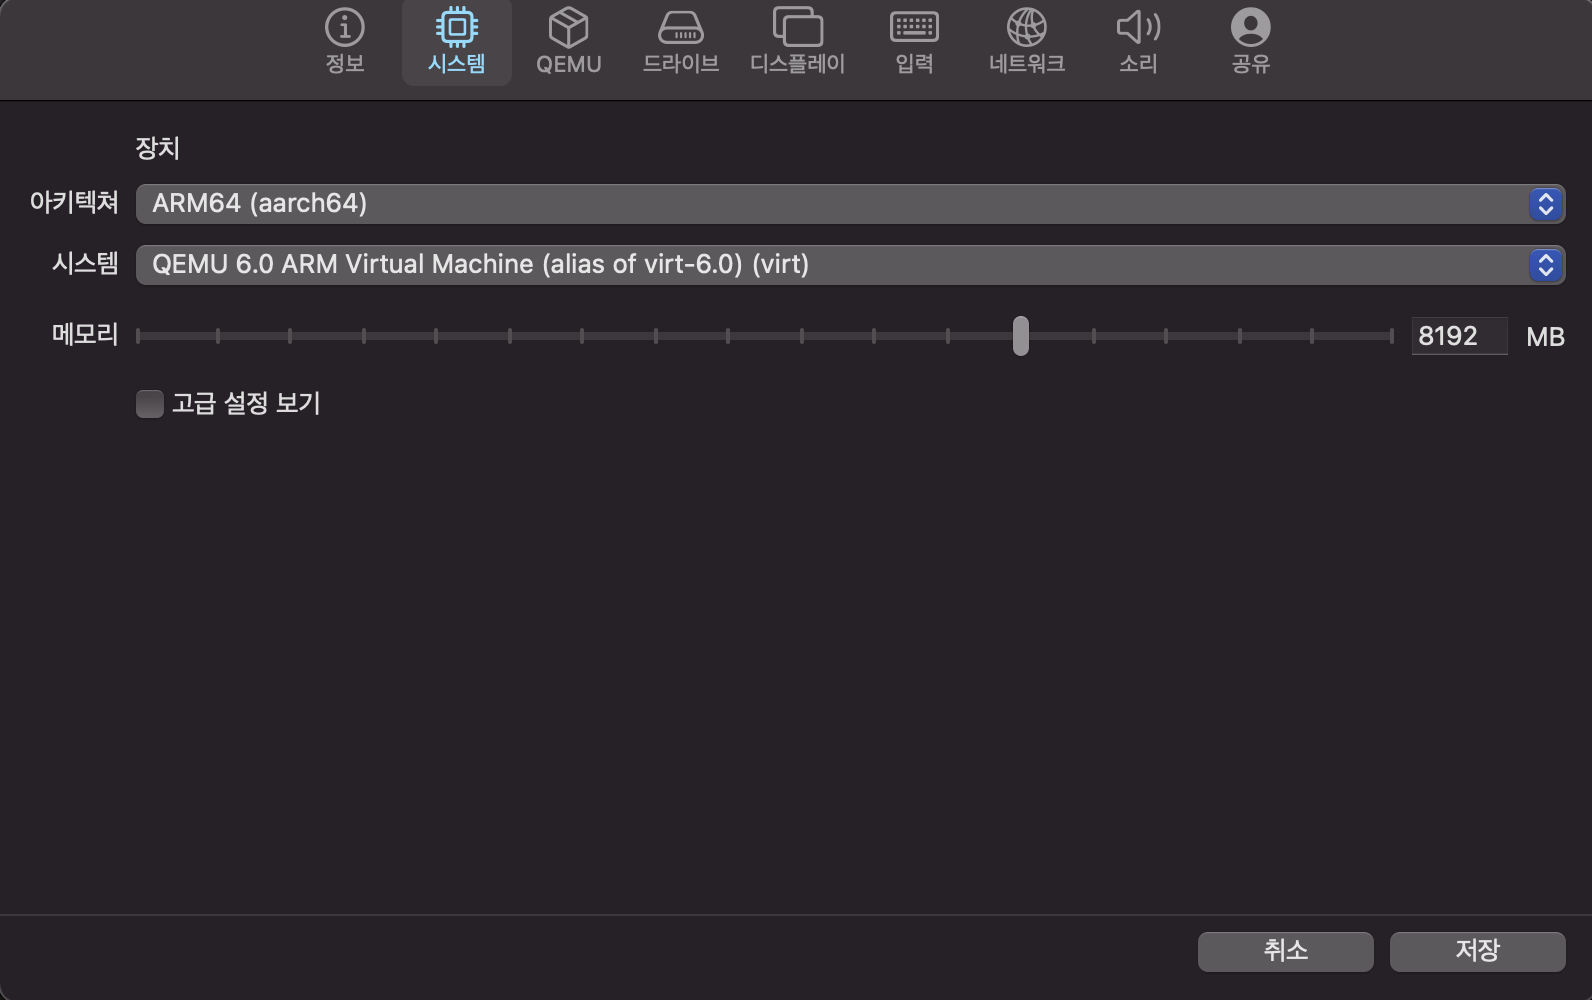 정보
시스템
QEMU
드라이브
디스플레이
입력
네트워크
소리
공유
장치
아키텍쳐 ARM64 (aarch64)
시스템 QEMU 6.0 ARM Virtual Machine (alias of virt-6.0) (virt)
메모리 8192 MB
고급 설정 보기
취소
저장